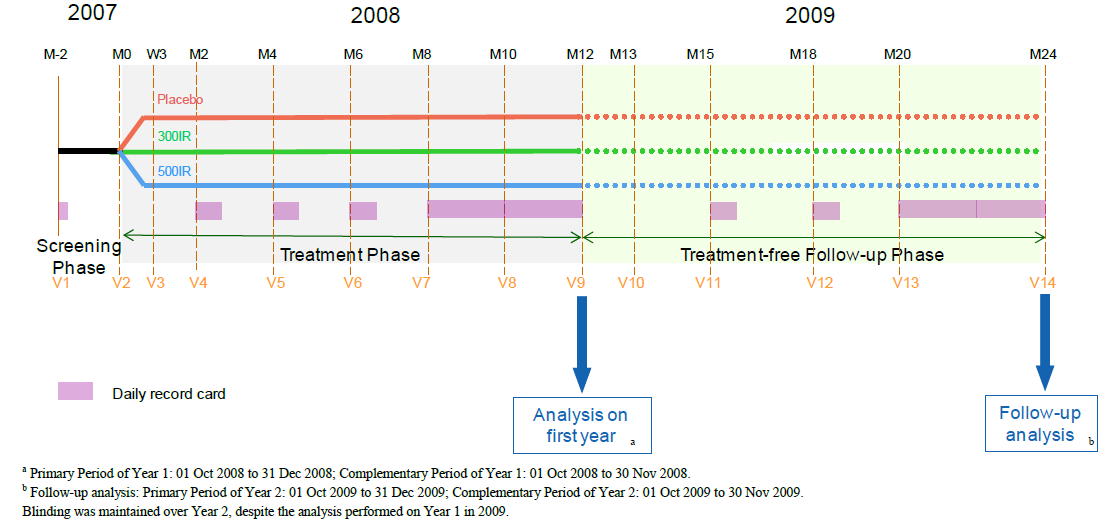 2007 2008 2009
M-2 M0 W3 M2 M4 M6 M8 M10 M12 M13 M15 M18 M20 M24
Placebo
300IR
500IR
Screening
Phase
Treatment Phase
Treatment-free Follow-up Phase
V1 V2 V3 V4 V5 V6 V7 V8 V9 V10 V11 V12 V13 V14
Daily record card
Analysis on
first year a
Follow-up
analysis b
a Primary Period of Year 1: 01 Oct 2008 to 31 Dec 2008; Complementary Period of Year 1: 01 Oct 2008 to 30 Nov 2008.
b Follow-up analysis: Primary Period of Year 2: 01 Oct 2009 to 31 Dec 2009; Complementary Period of Year 2: 01 Oct 2009 to 30 Nov 2009.
Blinding was maintained over Year 2, despite the analysis performed on Year 1 in 2009.